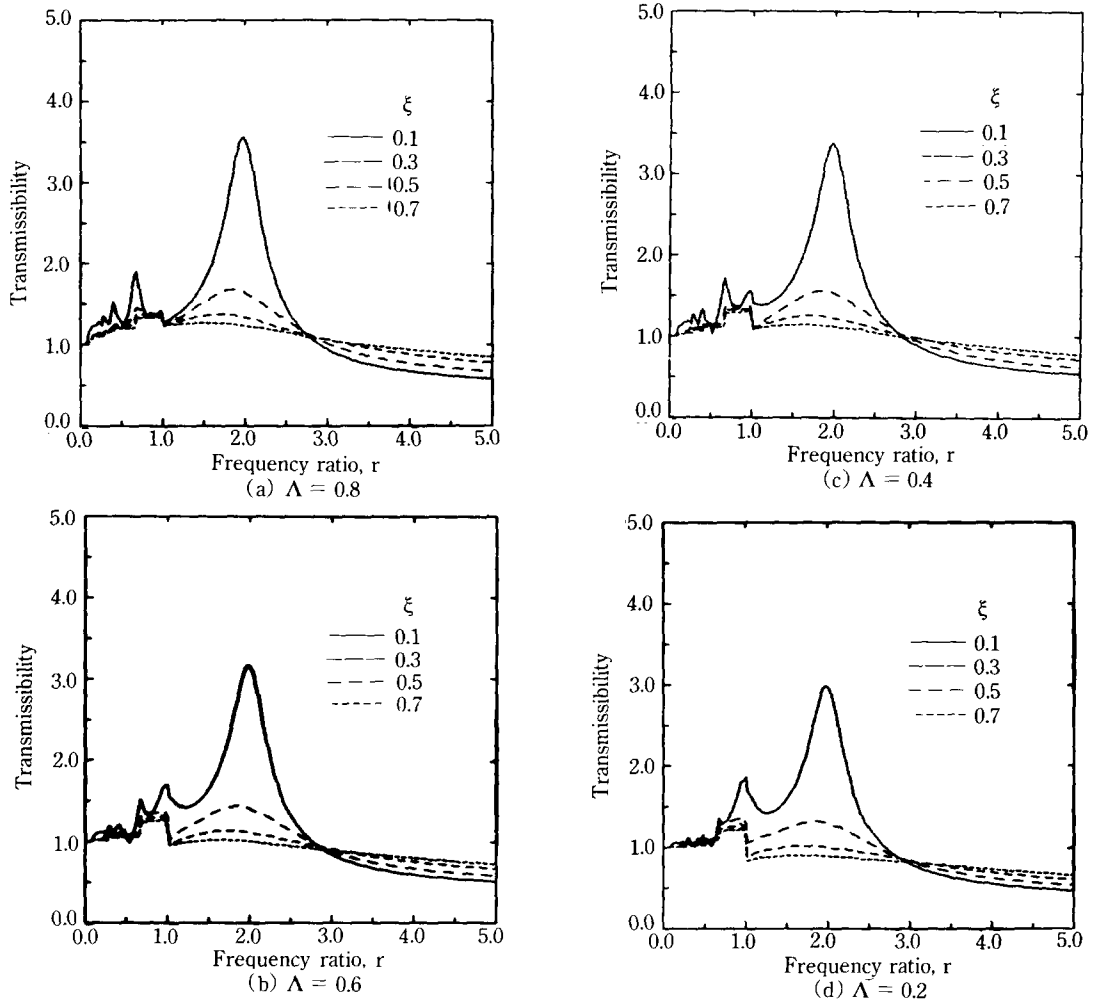 5.0
4.0
3.0
2.0
1.0
0.0
Transmissibility
ξ
0.1
0.3
0.5
0.7
0.0 1.0 2.0 3.0 4.0 5.0
Frequency ratio, r
(a) Λ = 0.8
5.0
4.0
3.0
2.0
1.0
0.0
Transmissibility
ξ
0.1
0.3
0.5
0.7
0.0 1.0 2.0 3.0 4.0 5.0
Frequency ratio, r
(c) Λ = 0.4
5.0
4.0
3.0
2.0
1.0
0.0
Transmissibility
ξ
0.1
0.3
0.5
0.7
0.0 1.0 2.0 3.0 4.0 5.0
Frequency ratio, r
(b) Λ = 0.6
5.0
4.0
3.0
2.0
1.0
0.0
Transmissibility
ξ
0.1
0.3
0.5
0.7
0.0 1.0 2.0 3.0 4.0 5.0
Frequency ratio, r
(d) Λ = 0.2